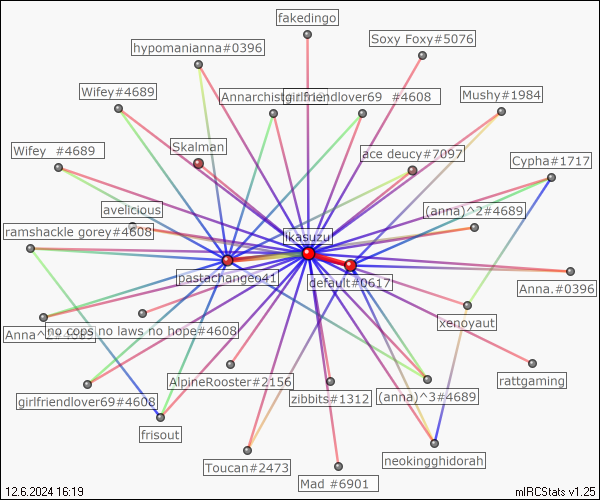 fakedingo
Soxy Foxy#5076
hypomanianna#0396
Wifey#4689
Annarchist
girlfriendlover69 #4608
Mushy#1984
Wifey #4689
Skalman
ace deucy#7097
Cypha#1717
avelicious
(anna)^2#4689
ramshackle gorey#4608
ikasuzu
pastachangeo41
default#0617
Anna.#0396
xenoyaut
no cops no laws no hope#4608
AlpineRooster#2156
rattgaming
girlfriendlover69#4608
zibbits#1312
(anna)^3#4689
frisout
Toucan#2473
neokingghidorah
Mad #6901
12.6.2024 16:19
mIRCStats v1.25